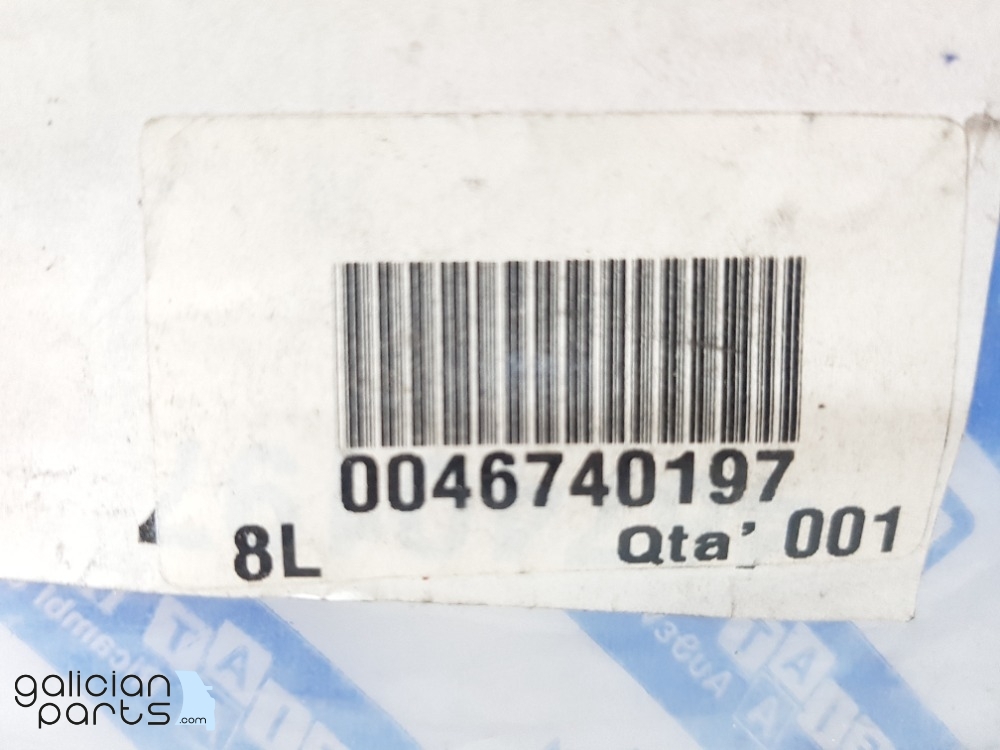 0046740197
8L
Qta' 001
galician
parts.com